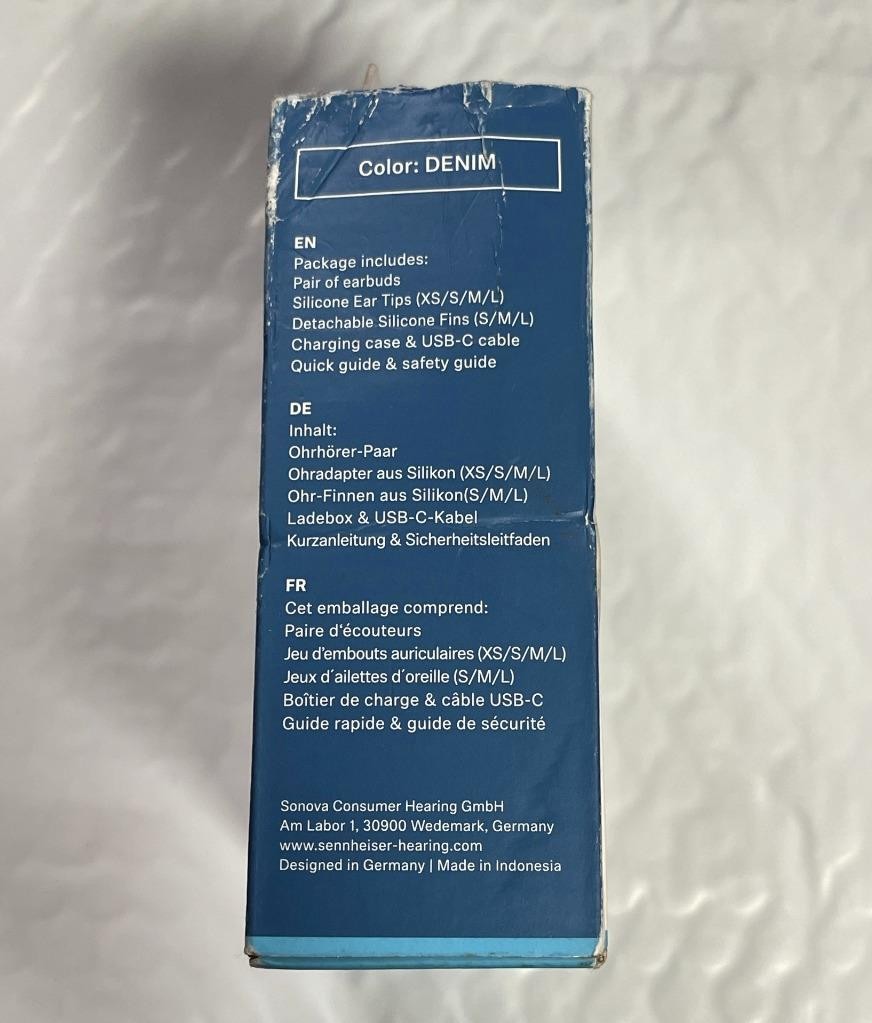 Color: DENIM
EN
Package includes:
Pair of earbuds
Silicone Ear Tips (XS/S/M/L)
Detachable Silicone Fins (S/M/L)
Charging case & USB-C cable
Quick guide & safety guide
DE
Inhalt:
Ohrhörer-Paar
Ohradapter aus Silikon (XS/S/M/L)
Ohr-Finnen aus Silikon(S/M/L)
Ladebox & USB-C-Kabel
Kurzanleitung & Sicherheitsleitfaden
FR
Cet emballage comprend:
Paire d‘écouteurs
Jeu d’embouts auriculaires (XS/S/M/L)
Jeux d´ailettes d´oreille (S/M/L)
Boîtier de charge & câble USB-C
Guide rapide & guide de sécurité
Sonova Consumer Hearing GmbH
Am Labor 1, 30900 Wedemark, Germany
www.sennheiser-hearing.com
Designed in Germany | Made in Indonesia